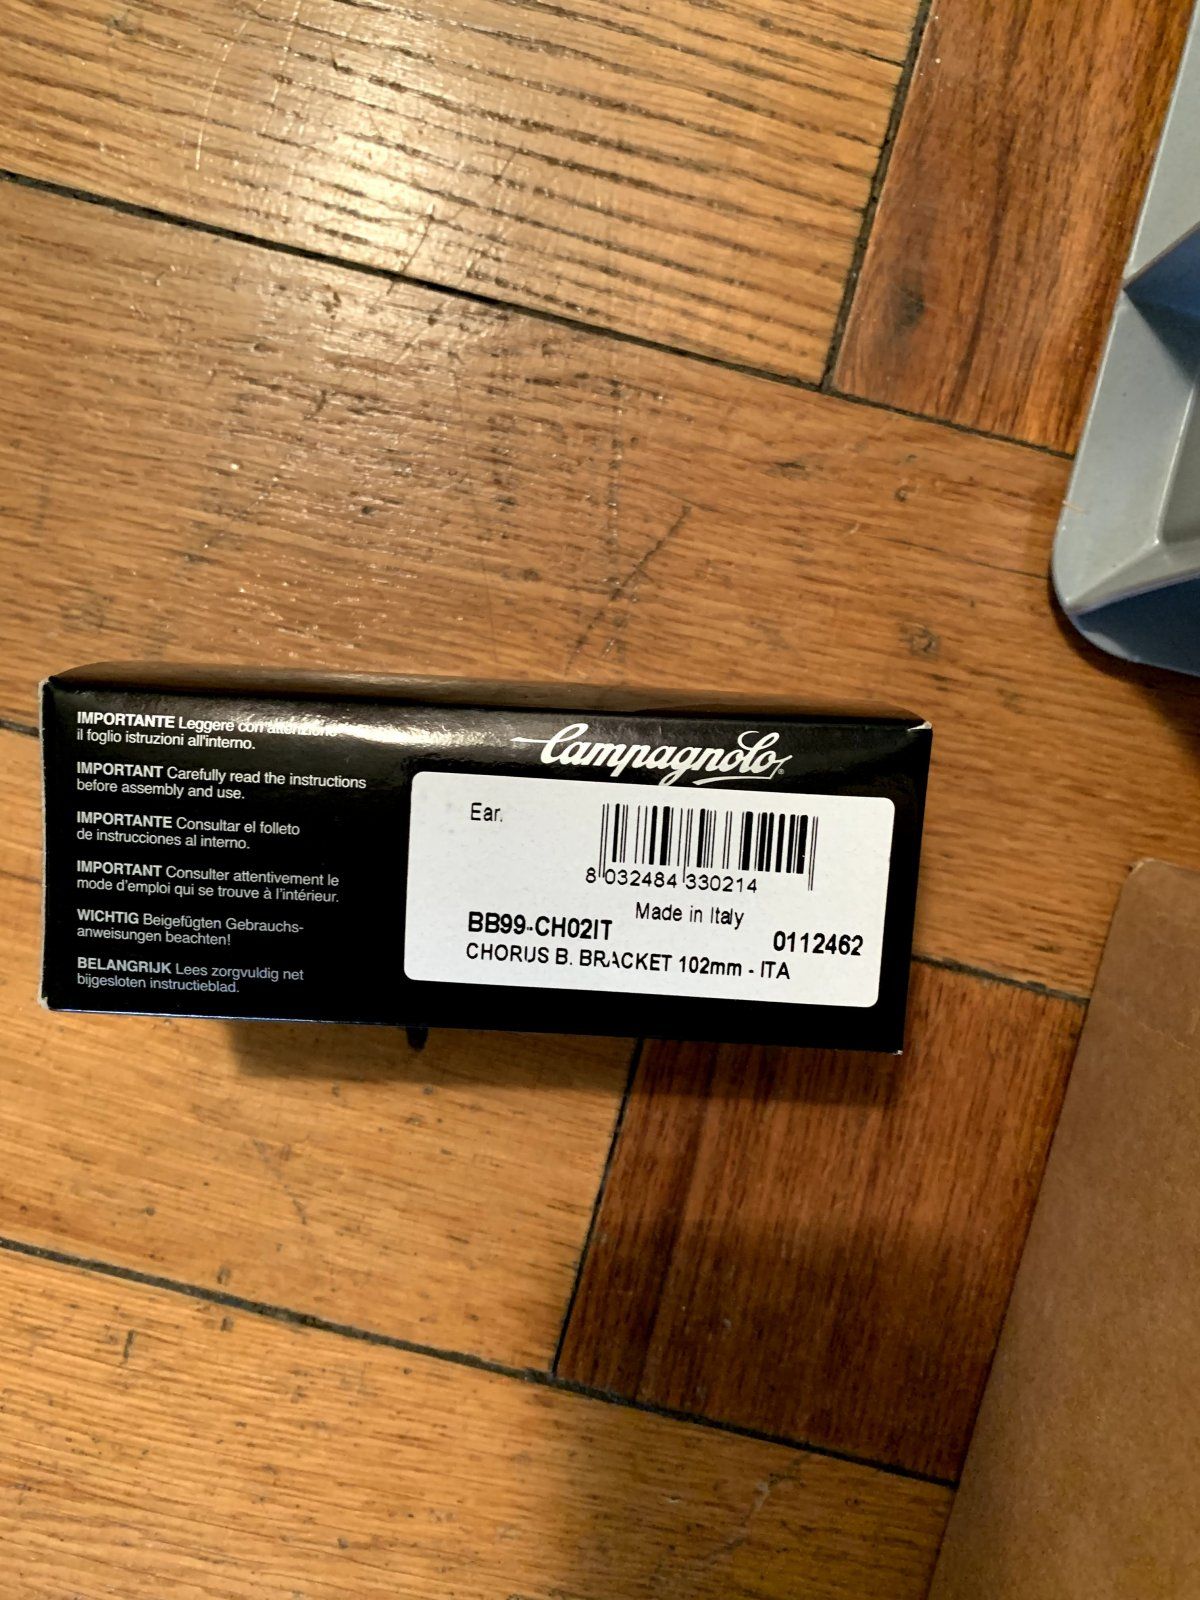 IMPORTANTE Leggere con attenzione
il foglio istruzioni all'interno.
IMPORTANT Carefully read the instructions
before assembly and use.
IMPORTANTE Consultar el folleto
de instrucciones al interno.
IMPORTANT Consulter attentivement le
mode d'emploi qui se trouve à l'intérieur.
WICHTIG Beigefügten Gebrauchs-
anweisungen beachten!
BELANGRIJK Lees zorgvuldig net
bijgesloten instructieblad.
Campagnolo®
Ear.
8 032484 330214
Made in Italy
BB99-CH02IT 0112462
CHORUS B. BRACKET 102mm - ITA